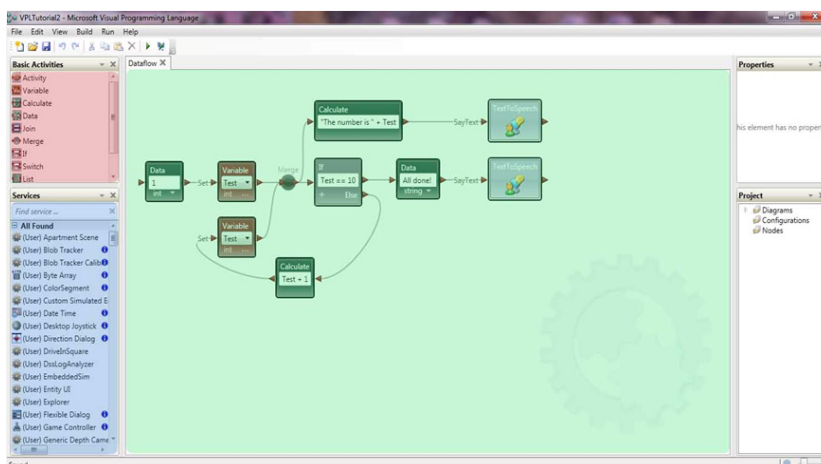 VPLTutorial2 - Microsoft Visual Programming Language
File Edit View Build Run Help
Basic Activities
Activity
Variable
Calculate
Data
Join
Merge
If
Switch
List
Services
Find service ...
All Found
(User) Apartment Scene
(User) Blob Tracker
(User) Blob Tracker Calib
(User) Byte Array
(User) ColorSegment
(User) Custom Simulated E
(User) Date Time
(User) Desktop Joystick
(User) Direction Dialog
(User) DriveInSquare
(User) DssLogAnalyzer
(User) EmbeddedSim
(User) Entity UI
(User) Explorer
(User) Flexible Dialog
(User) Game Controller
(User) Generic Depth Came
Dataflow
Calculate
"The number is " + Test
SayText
TextToSpeech
Data
1
int
Set
Variable
Test
int
Merge
If
Test == 10
Else
Data
All done!
string
SayText
TextToSpeech
Set
Variable
Test
int
Calculate
Test + 1
Properties
his element has no proper
Project
Diagrams
Configurations
Nodes